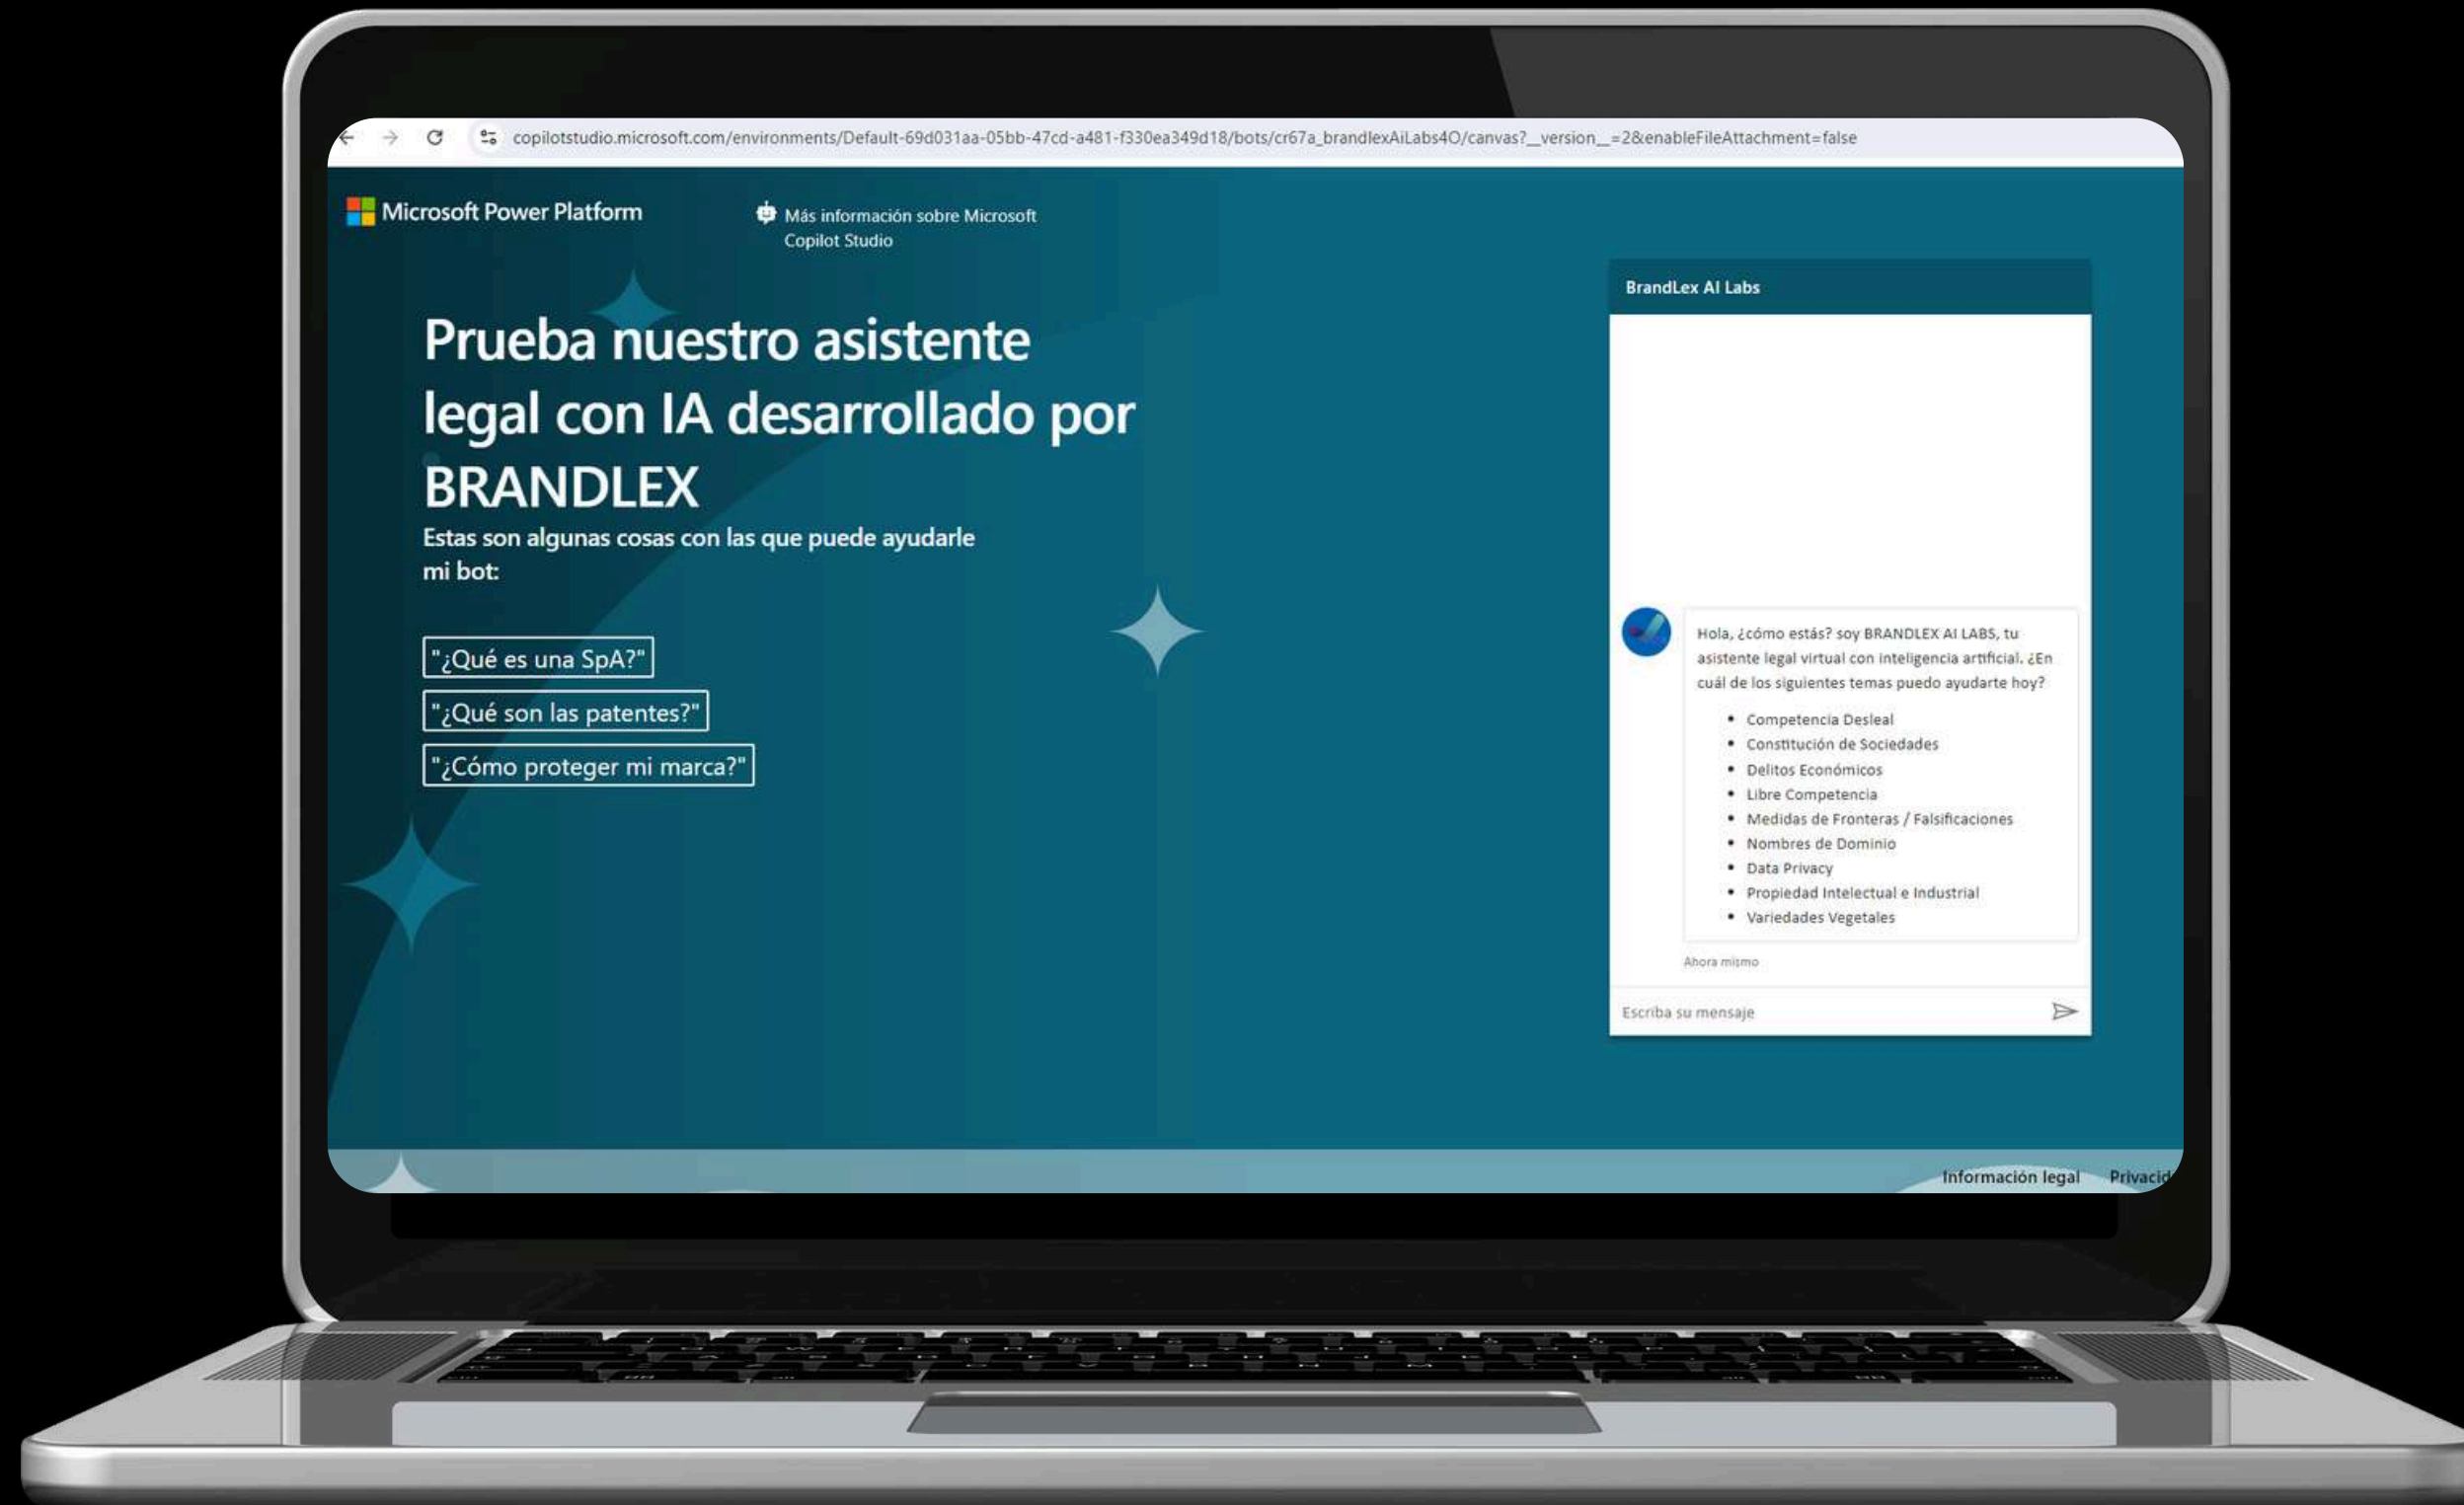 copilotstudio.microsoft.com/environments/Default-69d031aa-05bb-47cd-a481-f330ea349d18/bots/cr67a_brandlexAiLabs4O/canvas?__version__=2&enableFileAttachment=false
Microsoft Power Platform
Más información sobre Microsoft
Copilot Studio
Prueba nuestro asistente
legal con IA desarrollado por
BRANDLEX
Estas son algunas cosas con las que puede ayudarle
mi bot:
"¿Qué es una SpA?"
"¿Qué son las patentes?"
"¿Cómo proteger mi marca?"
BrandLex AI Labs
Hola, ¿cómo estás? soy BRANDLEX AI LABS, tu
asistente legal virtual con inteligencia artificial. ¿En
cuál de los siguientes temas puedo ayudarte hoy?
• Competencia Desleal
• Constitución de Sociedades
• Delitos Económicos
• Libre Competencia
• Medidas de Fronteras / Falsificaciones
• Nombres de Dominio
• Data Privacy
• Propiedad Intelectual e Industrial
• Variedades Vegetales
Ahora mismo
Escriba su mensaje
Información legal